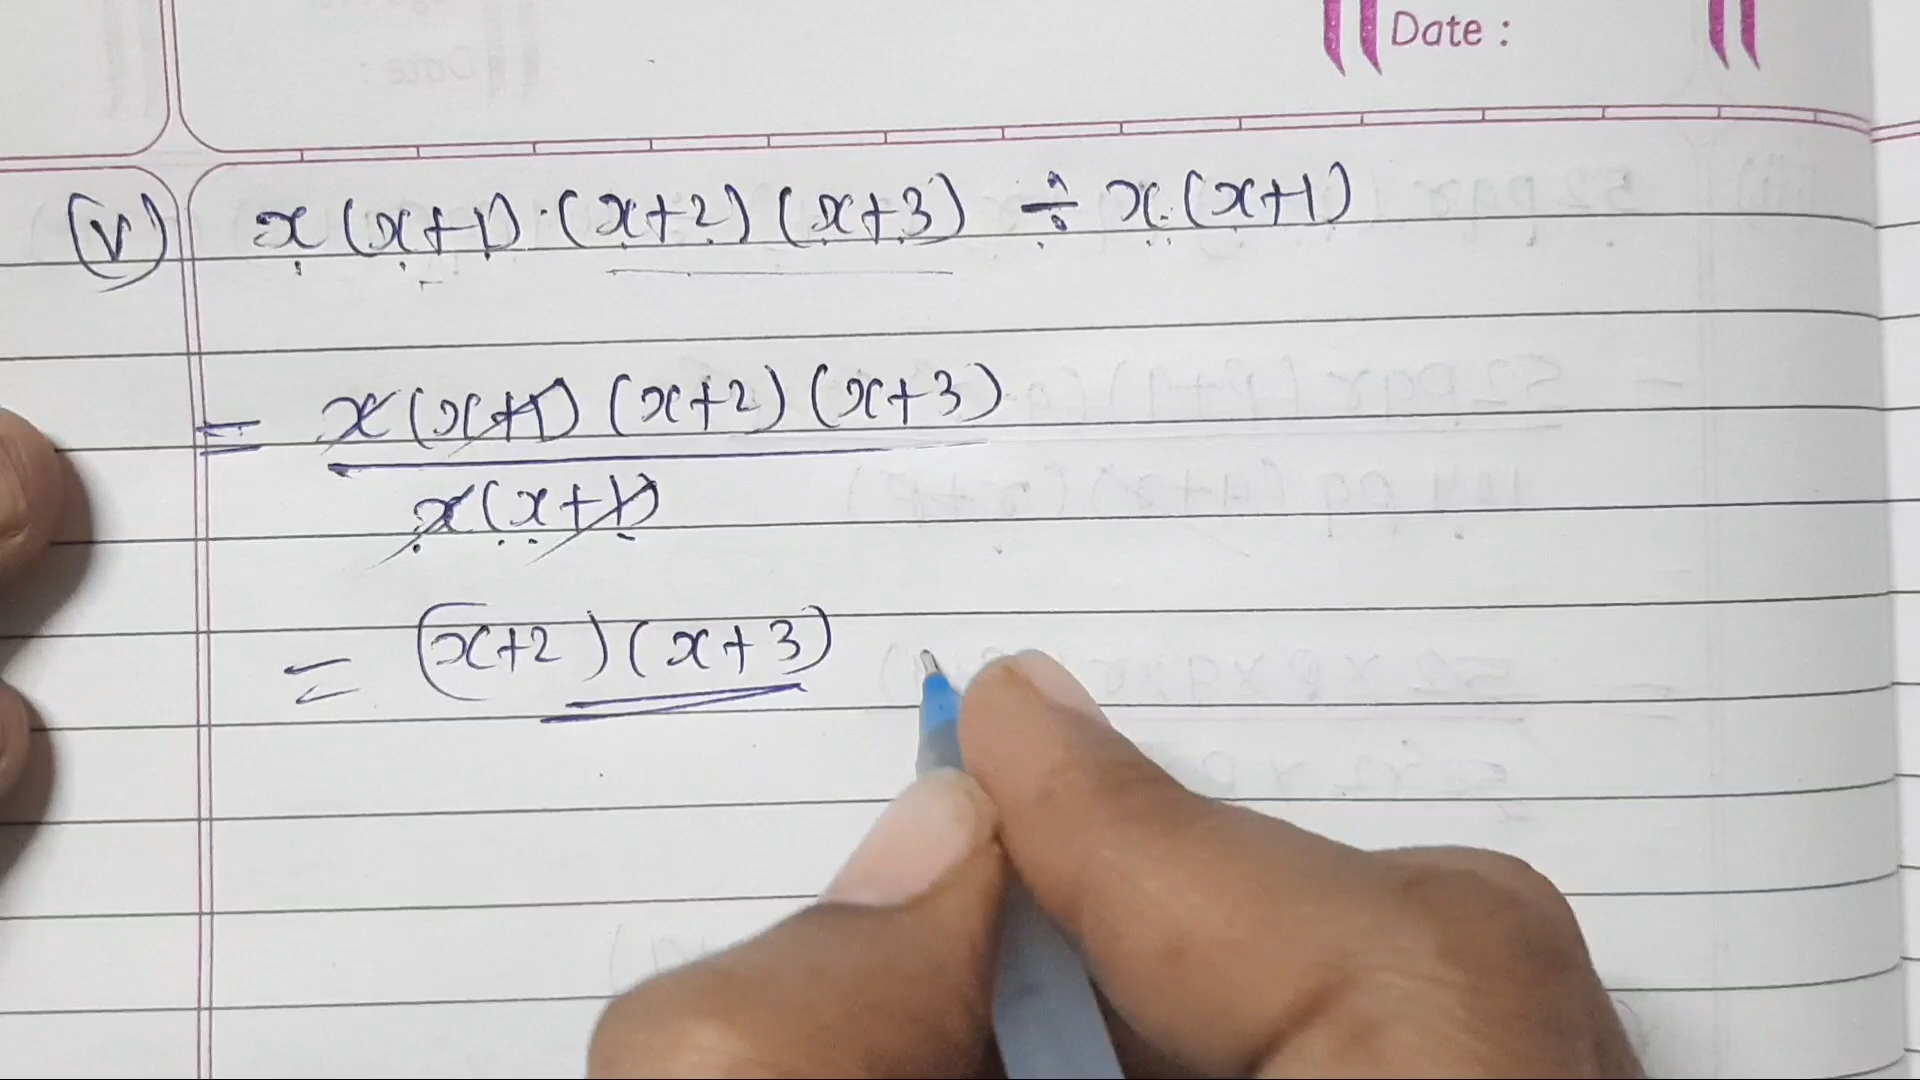 Date :
(v) x(x+1).(x+2)(x+3) ÷ x.(x+1)
= x(x+1)(x+2)(x+3)
x(x+1)
= (x+2)(x+3)